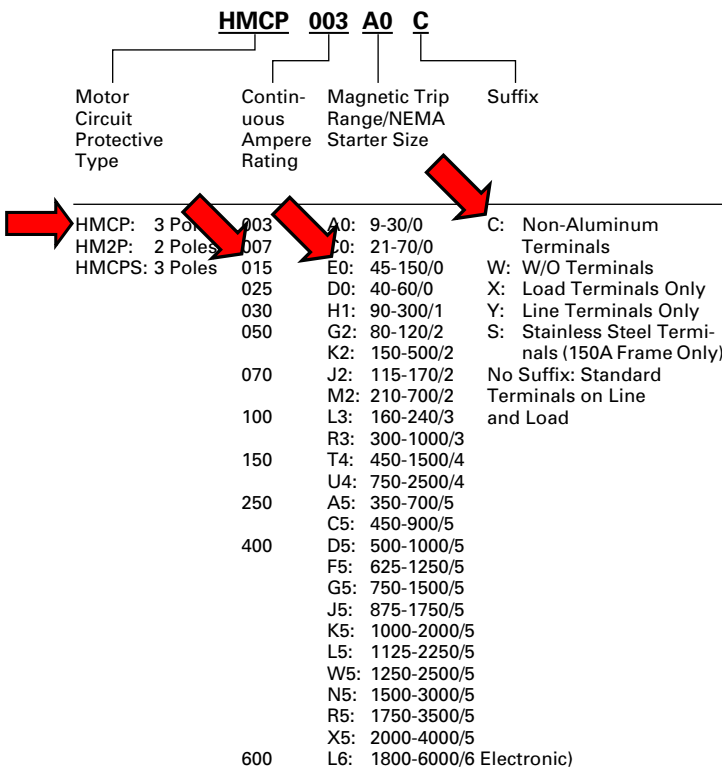 HMCP 003 A0 C
Motor Circuit Protective Type
Contin-uous Ampere Rating
Magnetic Trip Range/NEMA Starter Size
Suffix
HMCP: 3 Poles
HM2P: 2 Poles
HMCPS: 3 Poles
003
007
015
025
030
050
070
100
150
250
400
600
A0: 9-30/0
C0: 21-70/0
E0: 45-150/0
D0: 40-60/0
H1: 90-300/1
G2: 80-120/2
K2: 150-500/2
J2: 115-170/2
M2: 210-700/2
L3: 160-240/3
R3: 300-1000/3
T4: 450-1500/4
U4: 750-2500/4
A5: 350-700/5
C5: 450-900/5
D5: 500-1000/5
F5: 625-1250/5
G5: 750-1500/5
J5: 875-1750/5
K5: 1000-2000/5
L5: 1125-2250/5
W5: 1250-2500/5
N5: 1500-3000/5
R5: 1750-3500/5
X5: 2000-4000/5
L6: 1800-6000/6 Electronic)
C: Non-Aluminum
Terminals
W: W/O Terminals
X: Load Terminals Only
Y: Line Terminals Only
S: Stainless Steel Termi-
nals (150A Frame Only)
No Suffix: Standard
Terminals on Line
and Load